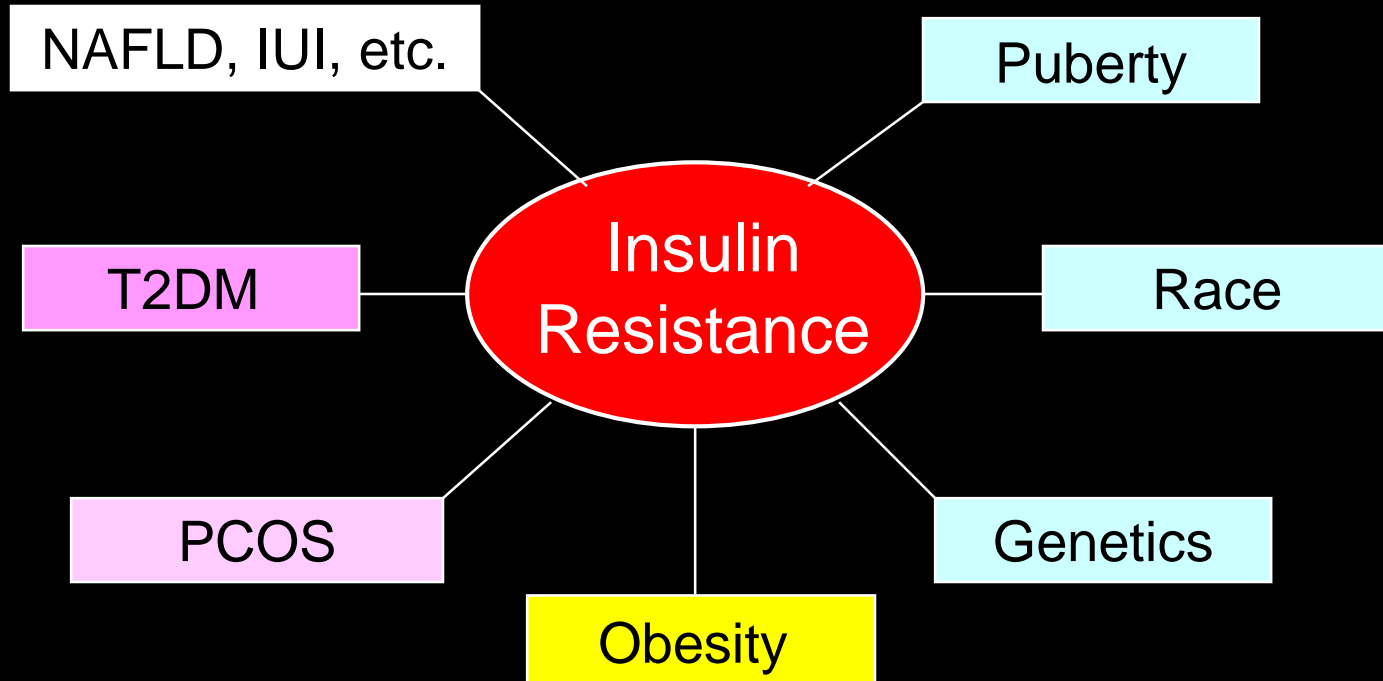 NAFLD, IUI, etc.
Puberty
Insulin
Resistance
T2DM
Race
PCOS
Genetics
Obesity